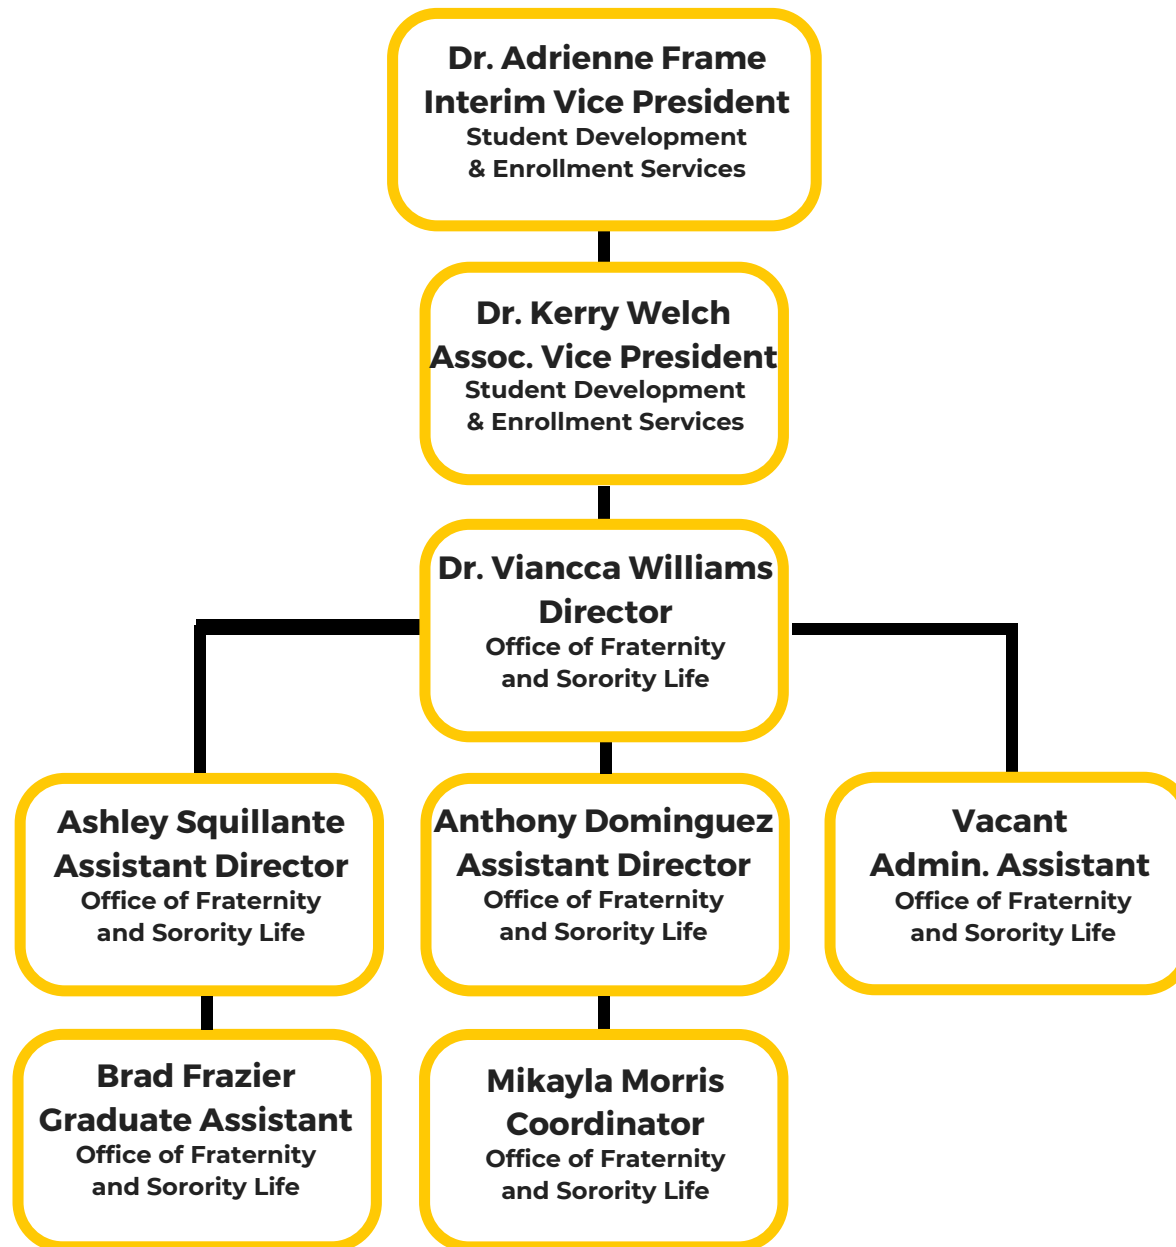 Dr. Adrienne Frame
Interim Vice President
Student Development
& Enrollment Services
Dr. Kerry Welch
Assoc. Vice President
Student Development
& Enrollment Services
Dr. Viancca Williams
Director
Office of Fraternity
and Sorority Life
Ashley Squillante
Assistant Director
Office of Fraternity
and Sorority Life
Anthony Dominguez
Assistant Director
Office of Fraternity
and Sorority Life
Vacant
Admin. Assistant
Office of Fraternity
and Sorority Life
Brad Frazier
Graduate Assistant
Office of Fraternity
and Sorority Life
Mikayla Morris
Coordinator
Office of Fraternity
and Sorority Life